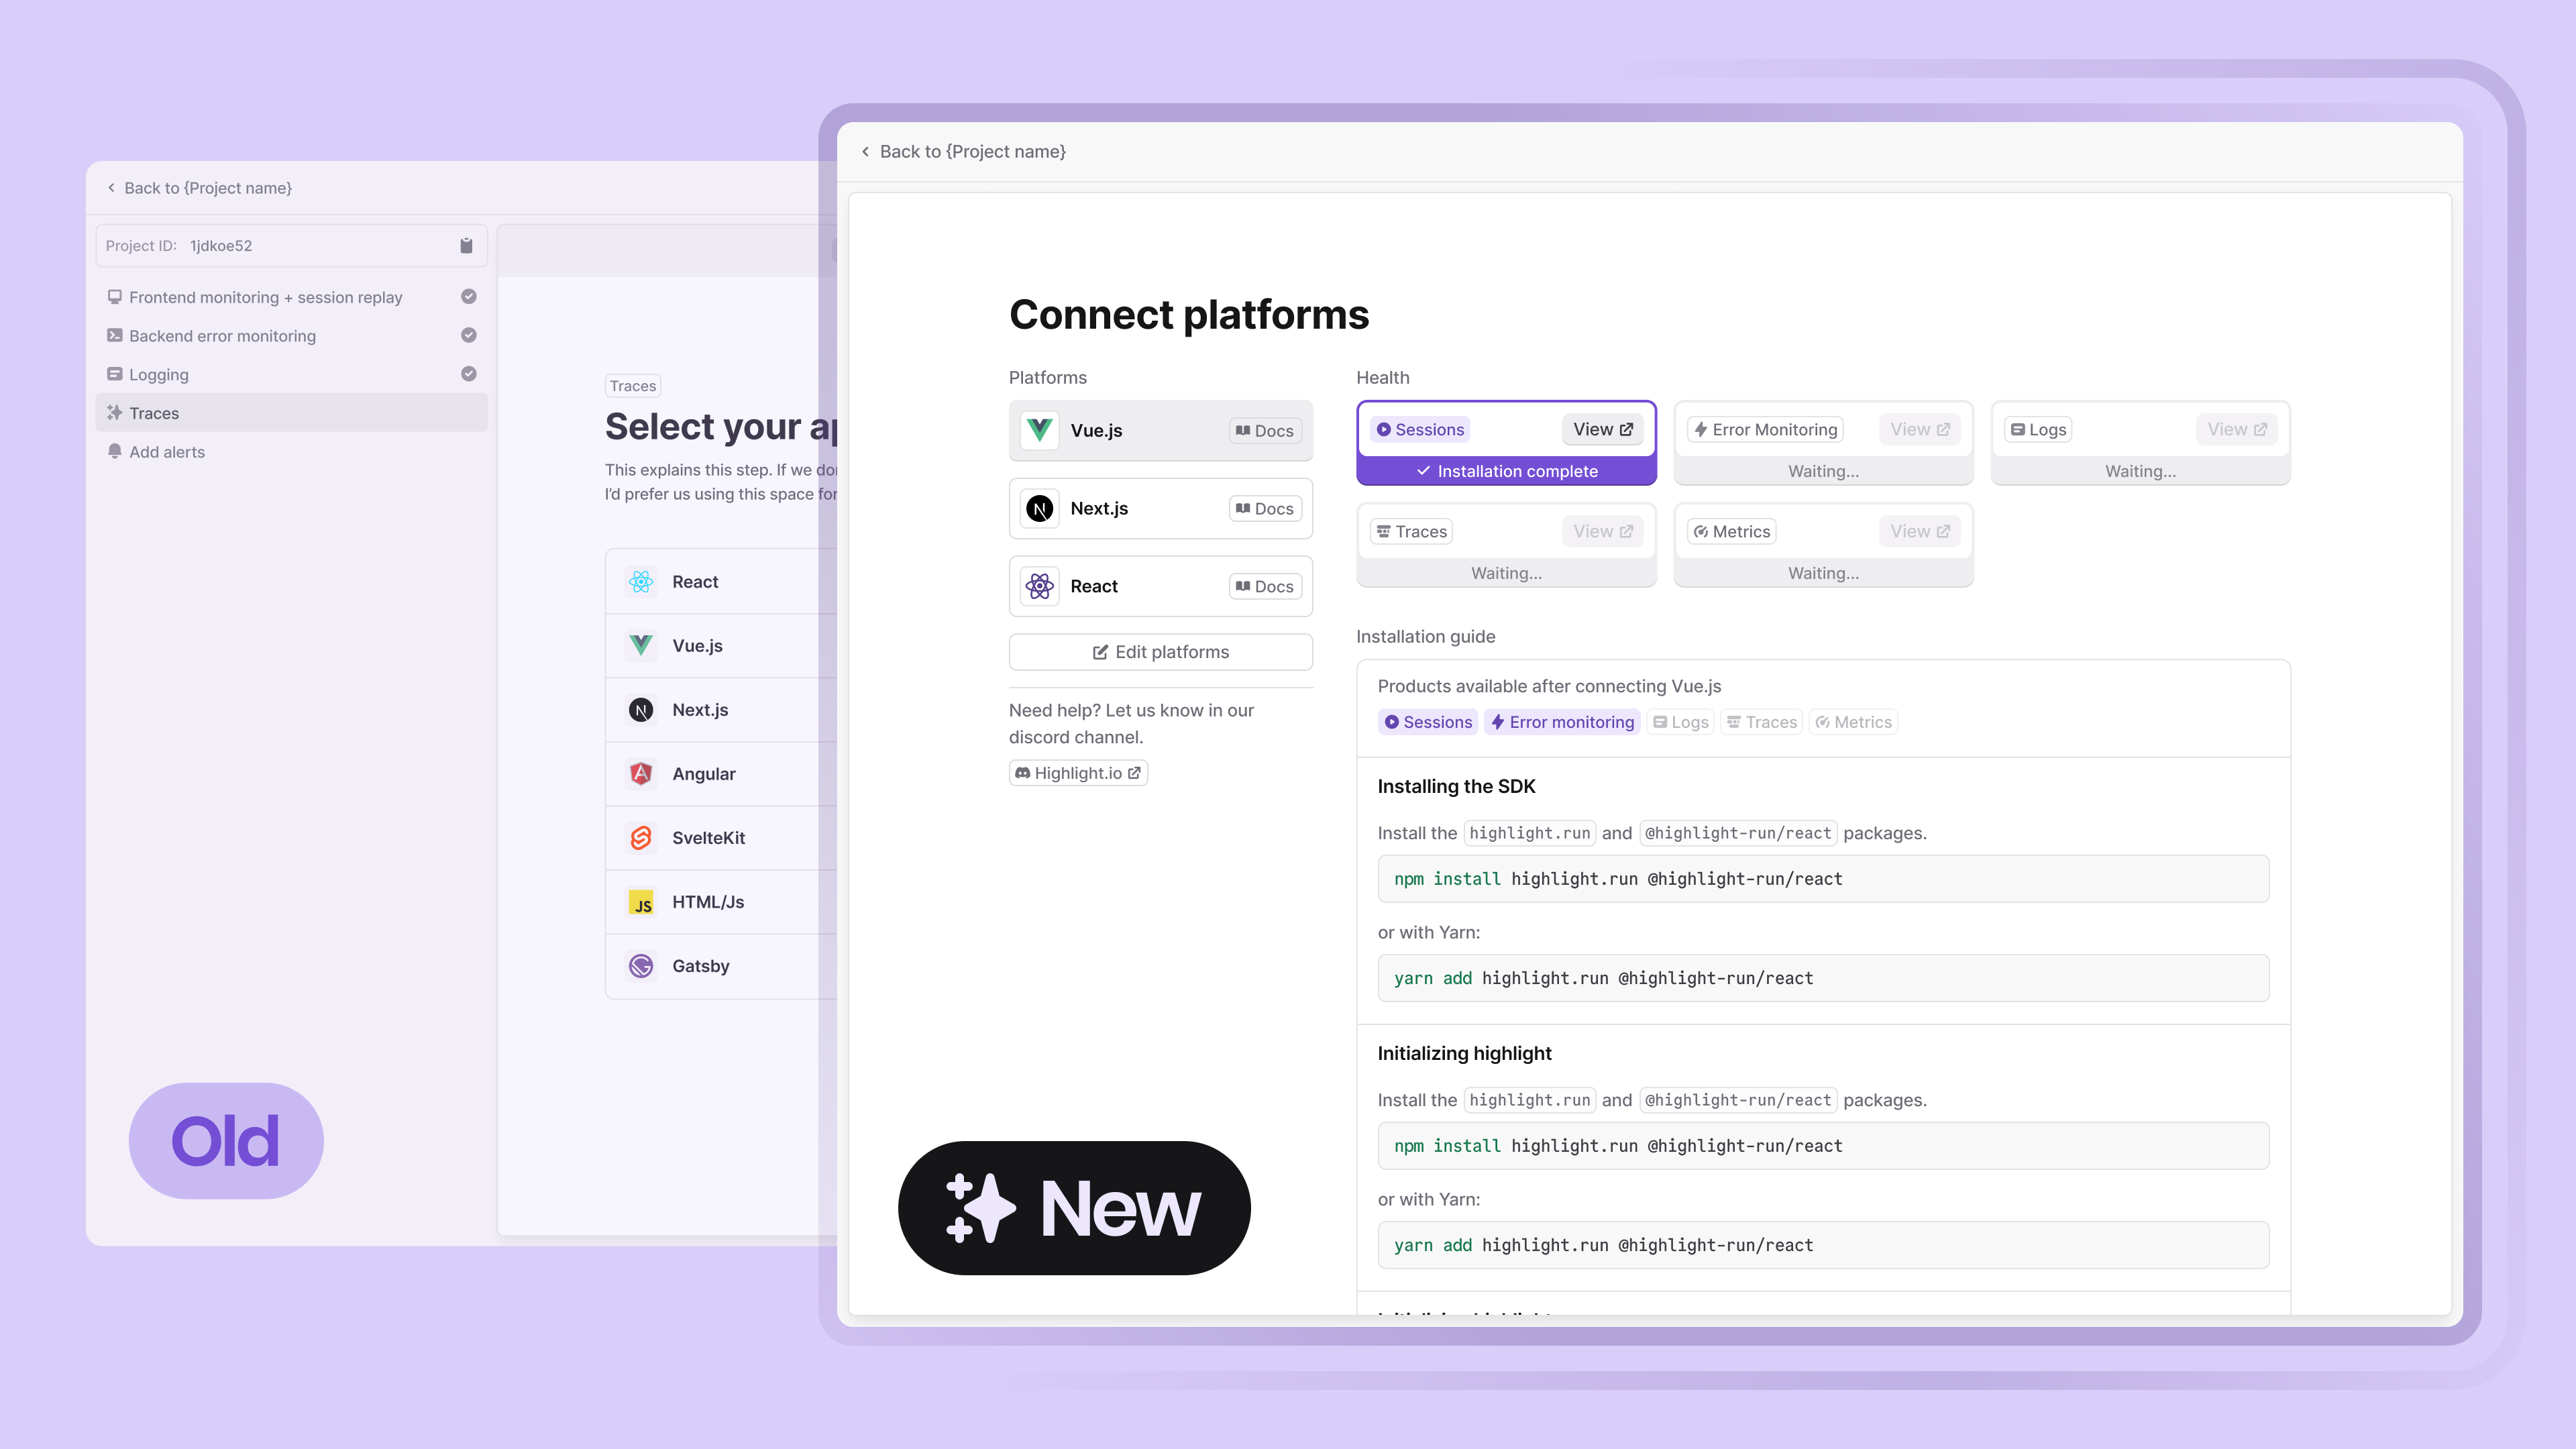 Back to {Project name}
Project ID: 1jdkoe52
Frontend monitoring + session replay
Backend error monitoring
Logging
Traces
Add alerts
Traces
Select your
This explains this step. If we
I'd prefer us using this space for
React
Vue.js
Next.js
Angular
SvelteKit
JS HTML/Js
Gatsby
Old
Back to {Project name}
Connect platforms
Platforms
Vue.js Docs
N Next.js Docs
React Docs
Edit platforms
Need help? Let us know in our
discord channel.
Highlight.io
New
Health
Sessions View
Installation complete
Error Monitoring View
Waiting...
Logs View
Waiting...
Traces View
Waiting...
Metrics View
Waiting...
Installation guide
Products available after connecting Vue.js
Sessions Error monitoring Logs Traces Metrics
Installing the SDK
Install the highlight.run and @highlight-run/react packages.
npm install highlight.run @highlight-run/react
or with Yarn:
yarn add highlight.run @highlight-run/react
Initializing highlight
Install the highlight.run and @highlight-run/react packages.
npm install highlight.run @highlight-run/react
or with Yarn:
yarn add highlight.run @highlight-run/react